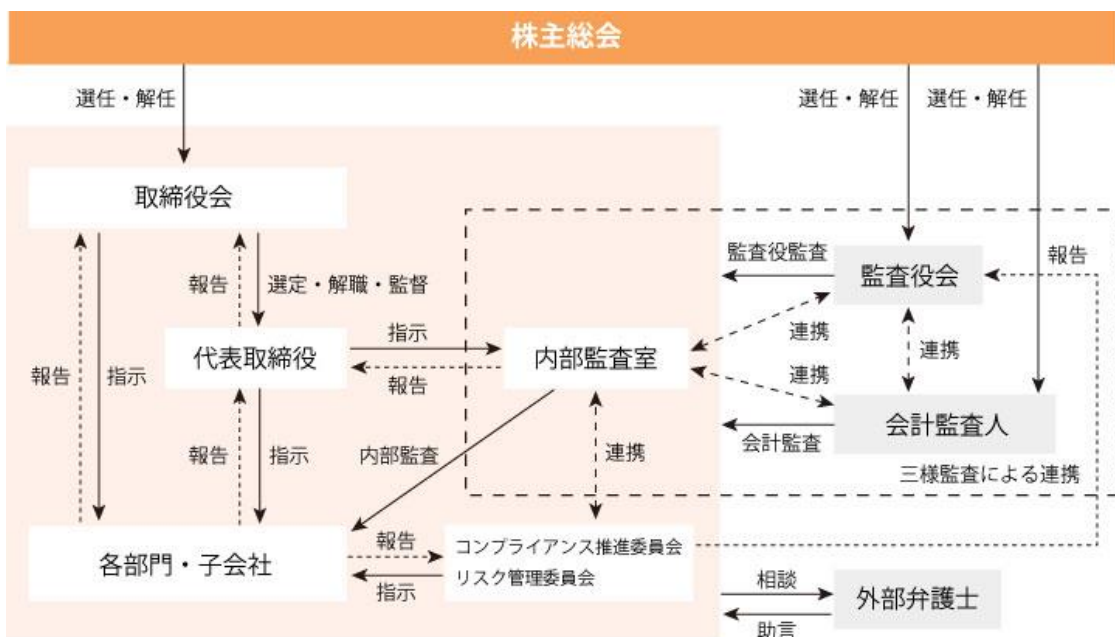 株主総会
選任・解任
選任・解任
選任・解任
取締役会
監査役監査
監査役会
報告
報告
選定・解職・監督
連携
指示
代表取締役
内部監査室
連携
報告
指示
報告
連携
会計監査人
報告
指示
内部監査
連携
会計監査
三様監査による連携
各部門・子会社
報告
コンプライアンス推進委員会
リスク管理委員会
指示
相談
外部弁護士
助言